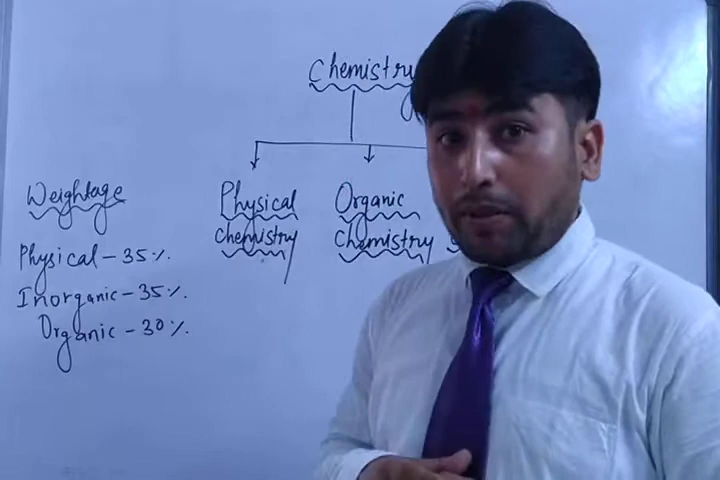 Chemistry
Weightage
Physical - 35%.
Inorganic - 35%.
Organic - 30%.
Physical
chemistry
Organic
chemistry